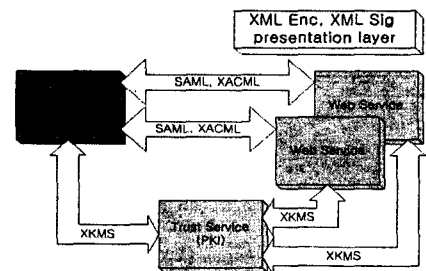 XML Enc, XML Sig
presentation layer
SAML, XACML
Web Service
SAML, XACML
Web Service
Trust Service
(PKI)
XKMS
XKMS
XKMS